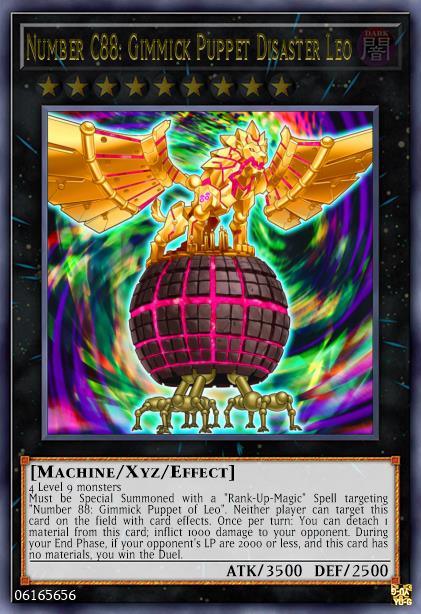 Number C88: Gimmick Puppet Disaster Leo
DARK
闇
88
[Machine/Xyz/Effect]
4 Level 9 monsters
Must be Special Summoned with a "Rank-Up-Magic" Spell targeting
"Number 88: Gimmick Puppet of Leo". Neither player can target this
card on the field with card effects. Once per turn: You can detach 1
material from this card; inflict 1000 damage to your opponent. During
your End Phase, if your opponent's LP are 2000 or less, and this card has
no materials, you win the Duel.
ATK/3500 DEF/2500
06165656